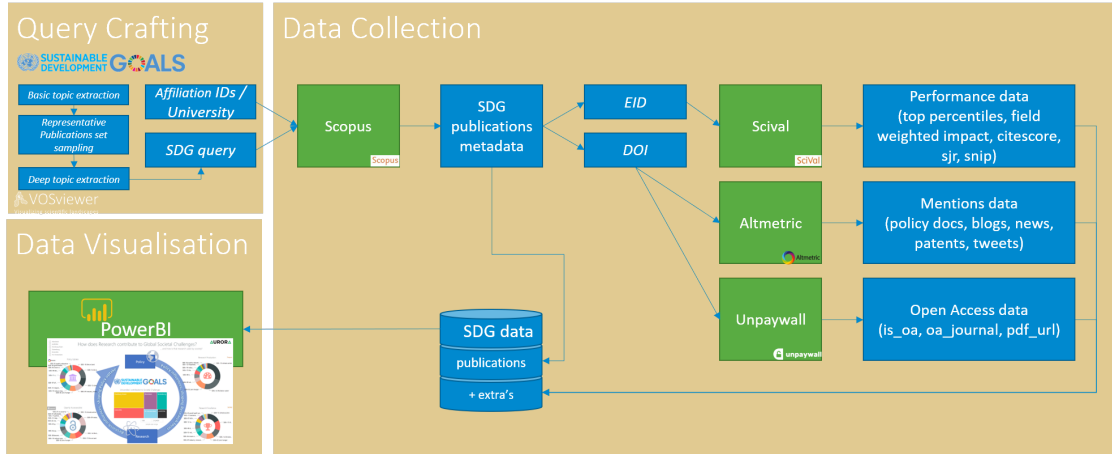 Query Crafting
SUSTAINABLE
DEVELOPMENT
GOALS
Basic topic extraction
Representative
Publications set
sampling
Deep topic extraction
Affiliation IDs /
University
SDG query
VOSviewer
Data Collection
Scopus
Scopus
SDG
publications
metadata
EID
DOI
Scival
SciVal
Performance data
(top percentiles, field
weighted impact, citescore,
sjr, snip)
Altmetric
Altmetric
Mentions data
(policy docs, blogs, news,
patents, tweets)
Unpaywall
unpaywall
Open Access data
(is_oa, oa_journal, pdf_url)
SDG data
publications
+ extra's
Data Visualisation
PowerBI
How does Research contribute to Global Societal Challenges?
AURORA
Policy
SUSTAINABLE
DEVELOPMENT
GOALS
Research